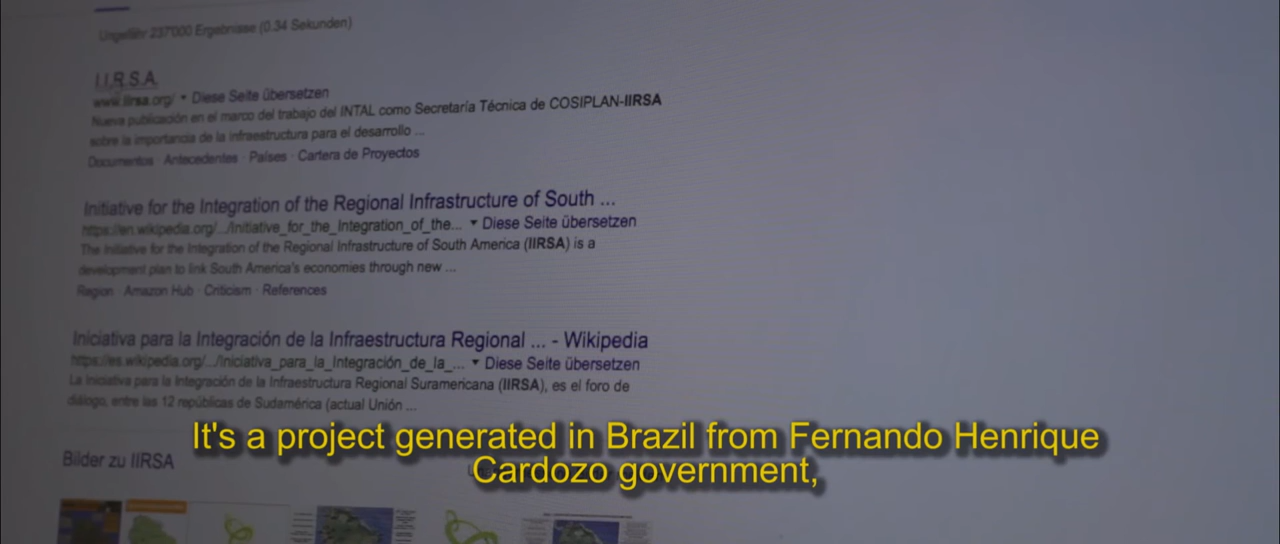 Ungefähr 237'000 Ergebnisse (0.34 Sekunden)
I.I.R.S.A.
www.iirsa.org/ ▾ Diese Seite übersetzen
Nueva publicación en el marco del trabajo del INTAL como Secretaría Técnica de COSIPLAN-IIRSA
sobre la importancia de la infraestructura para el desarrollo ...
Documentos · Antecedentes · Países · Cartera de Proyectos
Initiative for the Integration of the Regional Infrastructure of South ...
https://en.wikipedia.org/.../Initiative_for_the_Integration_of_the... ▾ Diese Seite übersetzen
The Initiative for the Integration of the Regional Infrastructure of South America (IIRSA) is a
development plan to link South America's economies through new ...
Region · Amazon Hub · Criticism · References
Iniciativa para la Integración de la Infraestructura Regional ... - Wikipedia
https://es.wikipedia.org/.../Iniciativa_para_la_Integración_de_la_... ▾ Diese Seite übersetzen
La Iniciativa para la Integración de la Infraestructura Regional Suramericana (IIRSA), es el foro de
diálogo, entre las 12 repúblicas de Sudamérica (actual Unión ...
Bilder zu IIRSA
It's a project generated in Brazil from Fernando Henrique
Cardozo government,